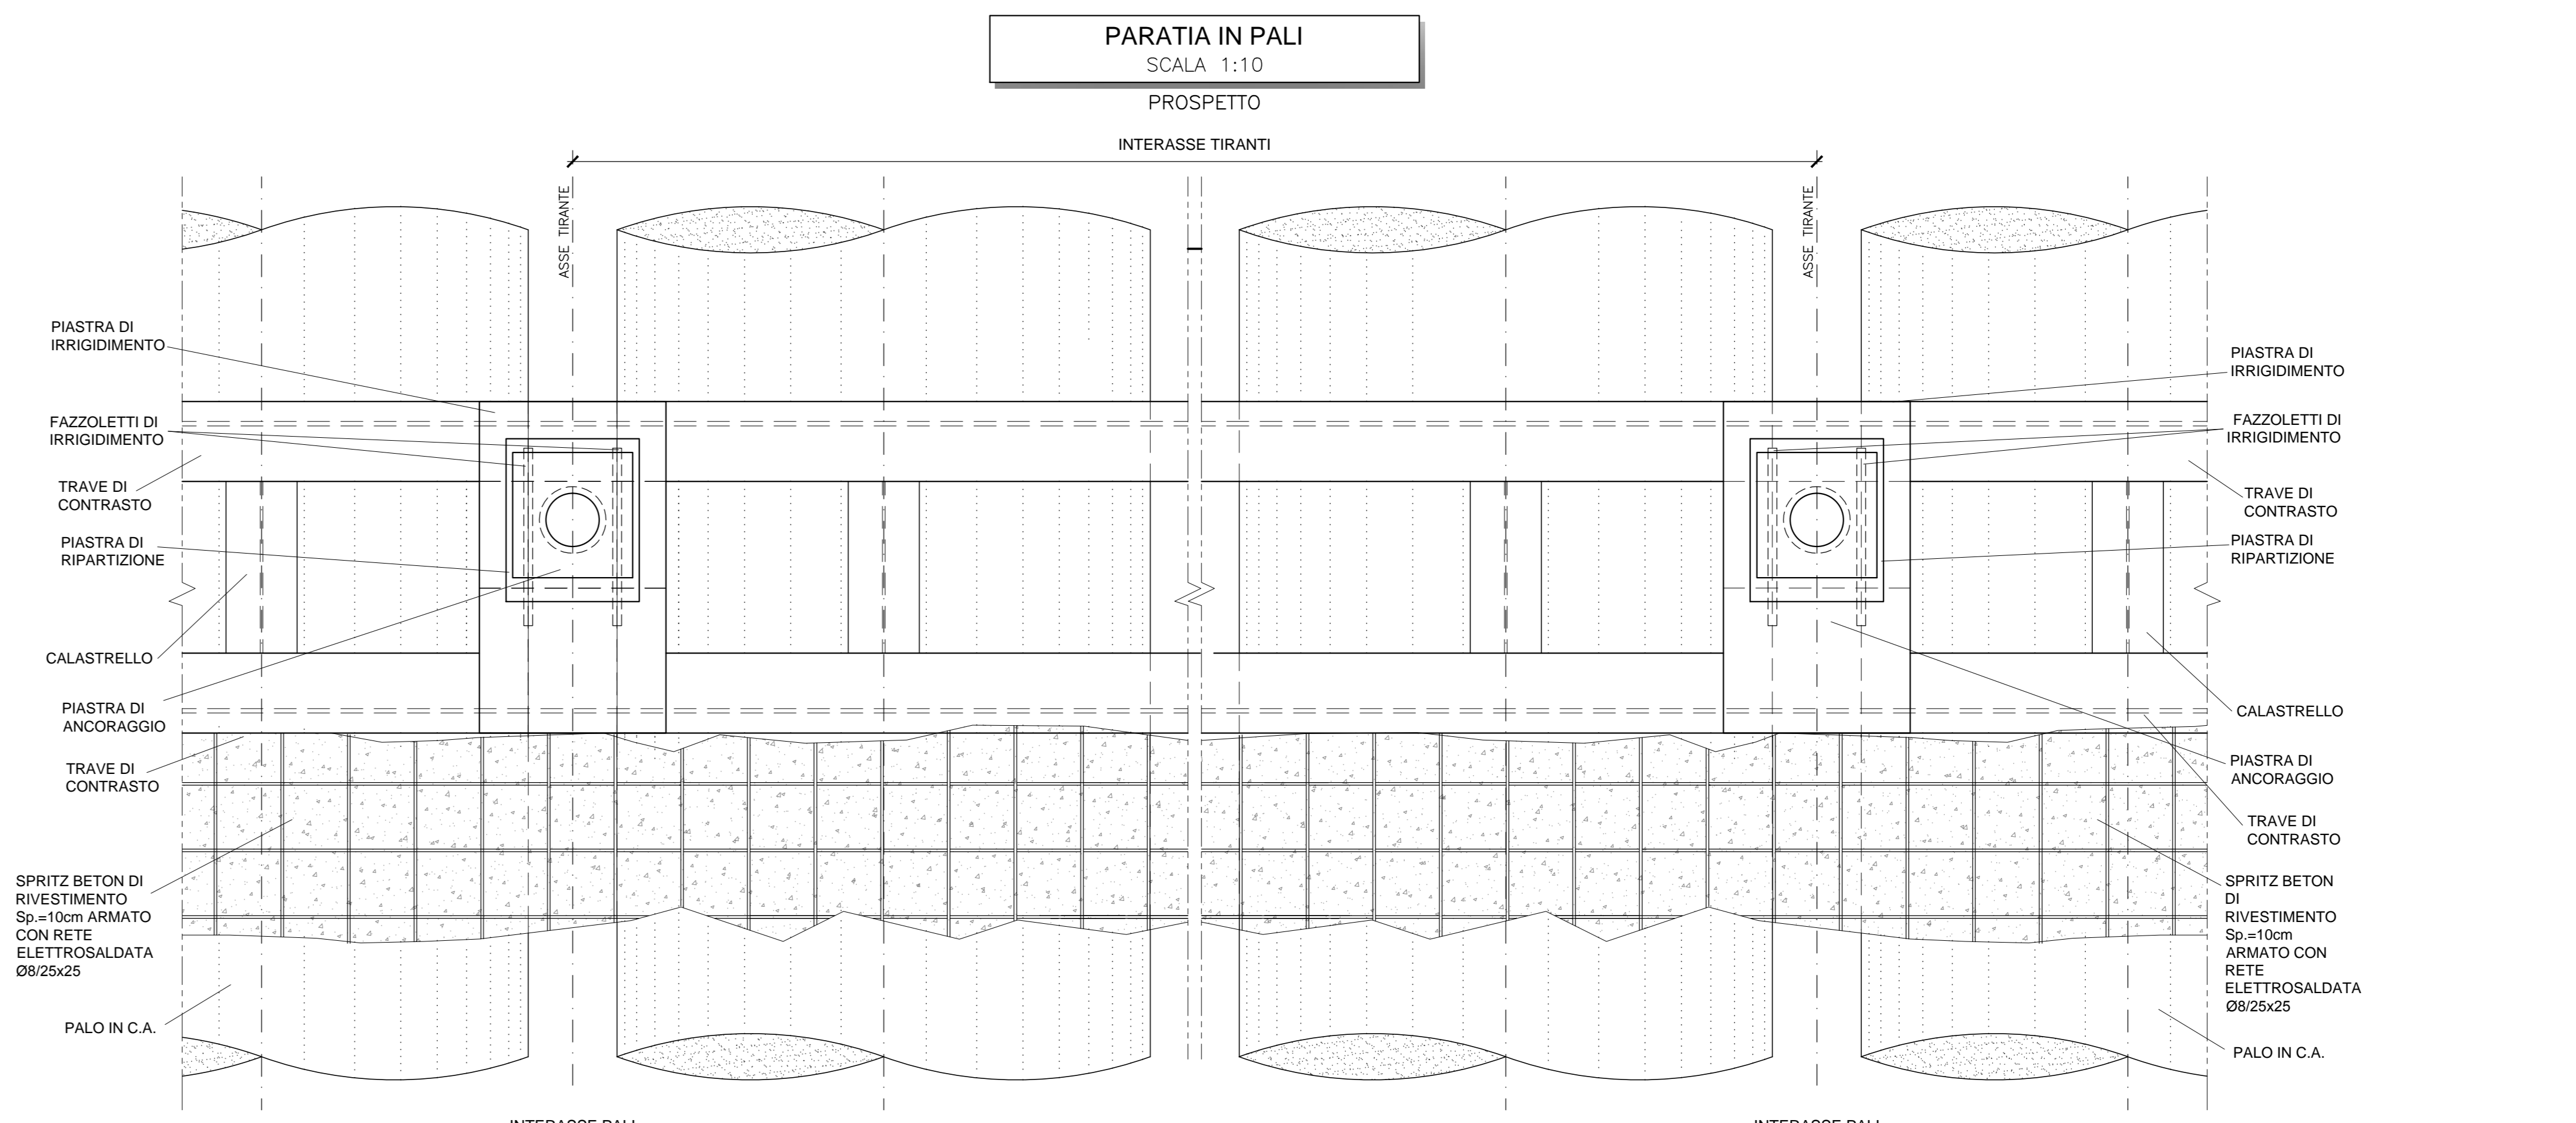 PARATIA IN PALI
SCALA 1:10
PROSPETTO
INTERASSE TIRANTI
ASSE TIRANTE
ASSE TIRANTE
PIASTRA DI
IRRIGIDIMENTO
FAZZOLETTI DI
IRRIGIDIMENTO
TRAVE DI
CONTRASTO
PIASTRA DI
RIPARTIZIONE
CALASTRELLO
PIASTRA DI
ANCORAGGIO
TRAVE DI
CONTRASTO
SPRITZ BETON DI
RIVESTIMENTO
Sp.=10cm ARMATO
CON RETE
ELETTROSALDATA
Ø8/25x25
PALO IN C.A.
PIASTRA DI
IRRIGIDIMENTO
FAZZOLETTI DI
IRRIGIDIMENTO
TRAVE DI
CONTRASTO
PIASTRA DI
RIPARTIZIONE
CALASTRELLO
PIASTRA DI
ANCORAGGIO
TRAVE DI
CONTRASTO
SPRITZ BETON
DI
RIVESTIMENTO
Sp.=10cm
ARMATO CON
RETE
ELETTROSALDATA
Ø8/25x25
PALO IN C.A.
INTERASSE PALI
INTERASSE PALI